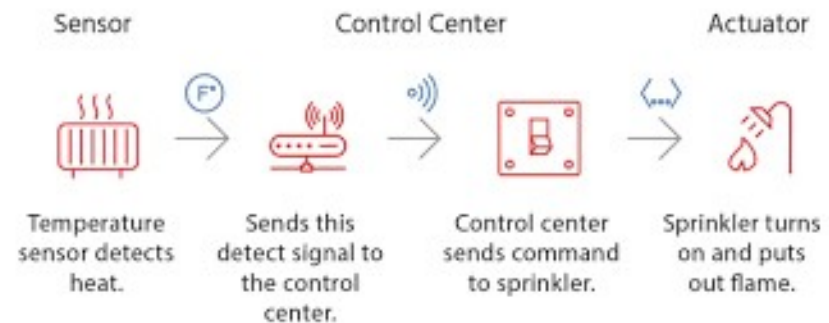 Sensor
Control Center
Actuator
F°
Temperature
sensor detects
heat.
Sends this
detect signal to
the control
center.
Control center
sends command
to sprinkler.
Sprinkler turns
on and puts
out flame.